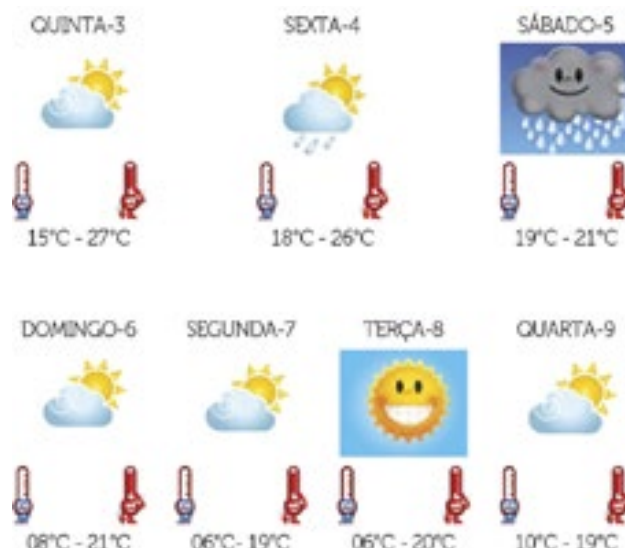 QUINTA-3
SEXTA-4
SÁBADO-5
15°C - 27°C
18°C - 26°C
19°C - 21°C
DOMINGO-6
SEGUNDA-7
TERÇA-8
QUARTA-9
08°C - 21°C
06°C- 19°C
06°C - 20°C
10°C - 19°C